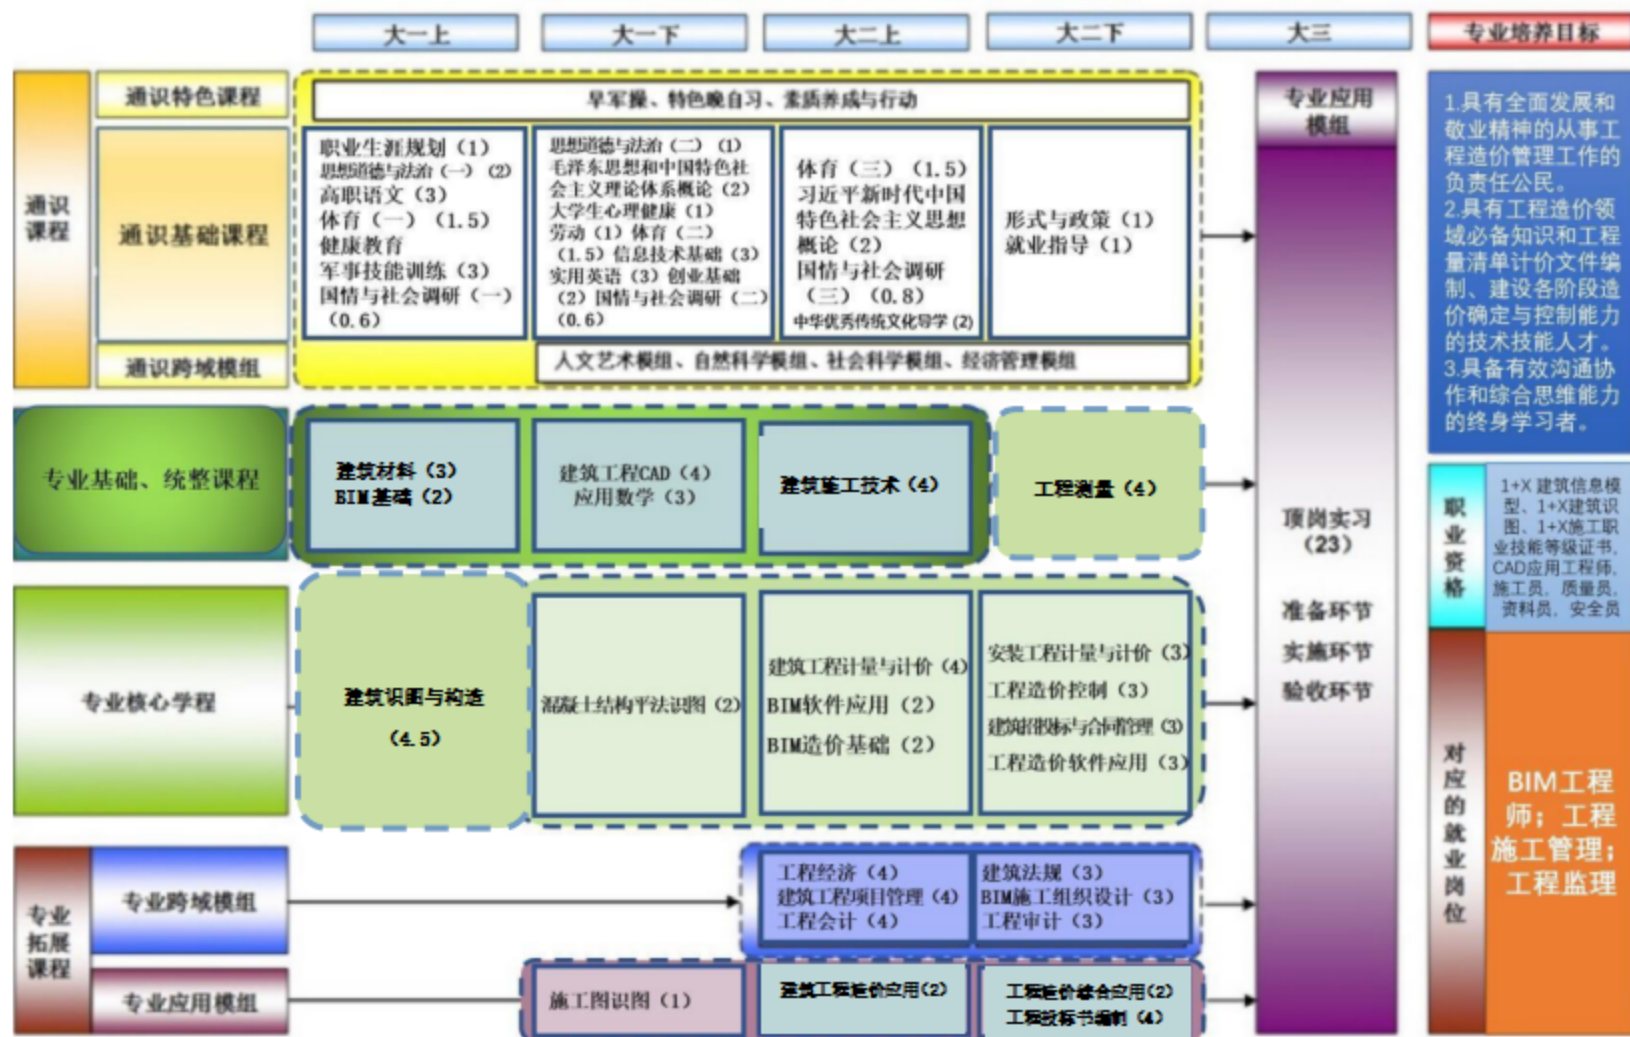 大一上
大一下
大二上
大二下
大三
专业培养目标
通识
课程
通识特色课程
早军操、特色晚自习、素质养成与行动
通识基础课程
职业生涯规划（1）
思想道德与法治（一）（2）
高职语文（3）
体育（一）（1.5）
健康教育
军事技能训练（3）
国情与社会调研（一）
（0.6）
思想道德与法治（二）（1）
毛泽东思想和中国特色社
会主义理论体系概论（2）
大学生心理健康（1）
劳动（1）体育（二）
（1.5）信息技术基础（3）
实用英语（3）创业基础
（2）国情与社会调研（二）
（0.6）
体育（三）（1.5）
习近平新时代中国
特色社会主义思想
概论（2）
国情与社会调研
（三）（0.8）
中华优秀传统文化导学(2)
形式与政策（1）
就业指导（1）
通识跨域模组
人文艺术模组、自然科学模组、社会科学模组、经济管理模组
专业基础、统整课程
建筑材料（3）
BIM基础（2）
建筑工程CAD（4）
应用数学（3）
建筑施工技术（4）
工程测量（4）
专业核心学程
建筑识图与构造
（4.5）
混凝土结构平法识图（2）
建筑工程计量与计价（4）
BIM软件应用（2）
BIM造价基础（2）
安装工程计量与计价（3）
工程造价控制（3）
建筑招投标与合同管理（3）
工程造价软件应用（3）
专业
拓展
课程
专业跨域模组
工程经济（4）
建筑工程项目管理（4）
工程会计（4）
建筑法规（3）
BIM施工组织设计（3）
工程审计（3）
专业应用模组
施工图识图（1）
建筑工程造价应用(2)
工程造价综合应用(2)
工程投标书编制（4）
专业应用
模组
顶岗实习
（23）
准备环节
实施环节
验收环节
1.具有全面发展和
敬业精神的从事工
程造价管理工作的
负责任公民。
2.具有工程造价领
域必备知识和工程
量清单计价文件编
制、建设各阶段造
价确定与控制能力
的技术技能人才。
3.具备有效沟通协
作和综合思维能力
的终身学习者。
职业资格
1+X 建筑信息模
型、1+X建筑识
图、1+X施工职
业技能等级证书，
CAD应用工程师，
施工员，质量员，
资料员，安全员
对应的就业岗位
BIM工程
师；工程
施工管理；
工程监理